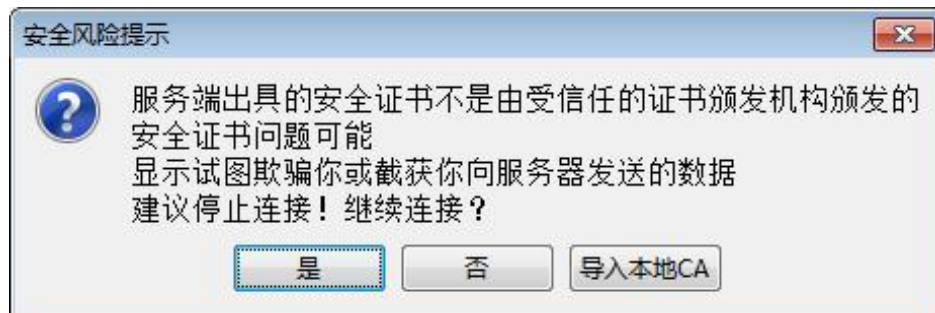 安全风险提示
服务端出具的安全证书不是由受信任的证书颁发机构颁发的
安全证书问题可能
显示试图欺骗你或截获你向服务器发送的数据
建议停止连接！继续连接？
是 否 导入本地CA